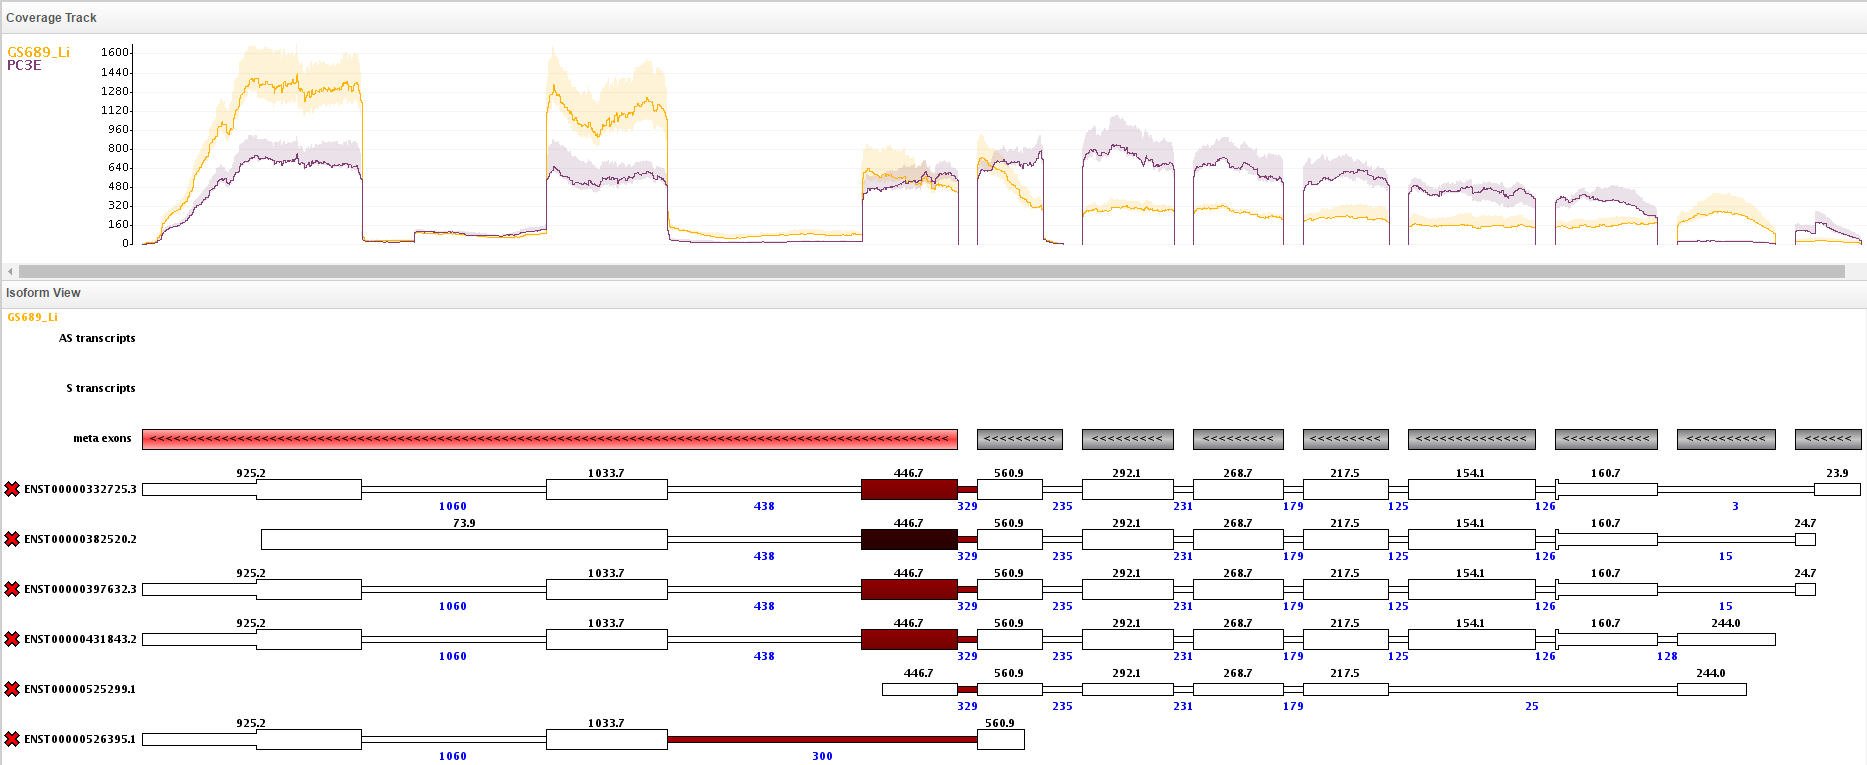 Coverage Track
GS689_Li
PC3E
1600
1440
1280
1120
960
800
640
480
320
160
0
Isoform View
GS689_Li
AS transcripts
S transcripts
meta exons
925.2 1033.7 446.7 560.9 292.1 268.7 217.5 154.1 160.7 23.9
ENST00000332725.3
1060 438 329 235 231 179 125 126 3
73.9 446.7 560.9 292.1 268.7 217.5 154.1 160.7 24.7
ENST00000382520.2
438 329 235 231 179 125 126 15
925.2 1033.7 446.7 560.9 292.1 268.7 217.5 154.1 160.7 24.7
ENST00000397632.3
1060 438 329 235 231 179 125 126 15
925.2 1033.7 446.7 560.9 292.1 268.7 217.5 154.1 160.7 244.0
ENST00000431843.2
1060 438 329 235 231 179 125 126 128
446.7 560.9 292.1 268.7 217.5 244.0
ENST00000525299.1
329 235 231 179 25
925.2 1033.7 560.9
ENST00000526395.1
1060 300